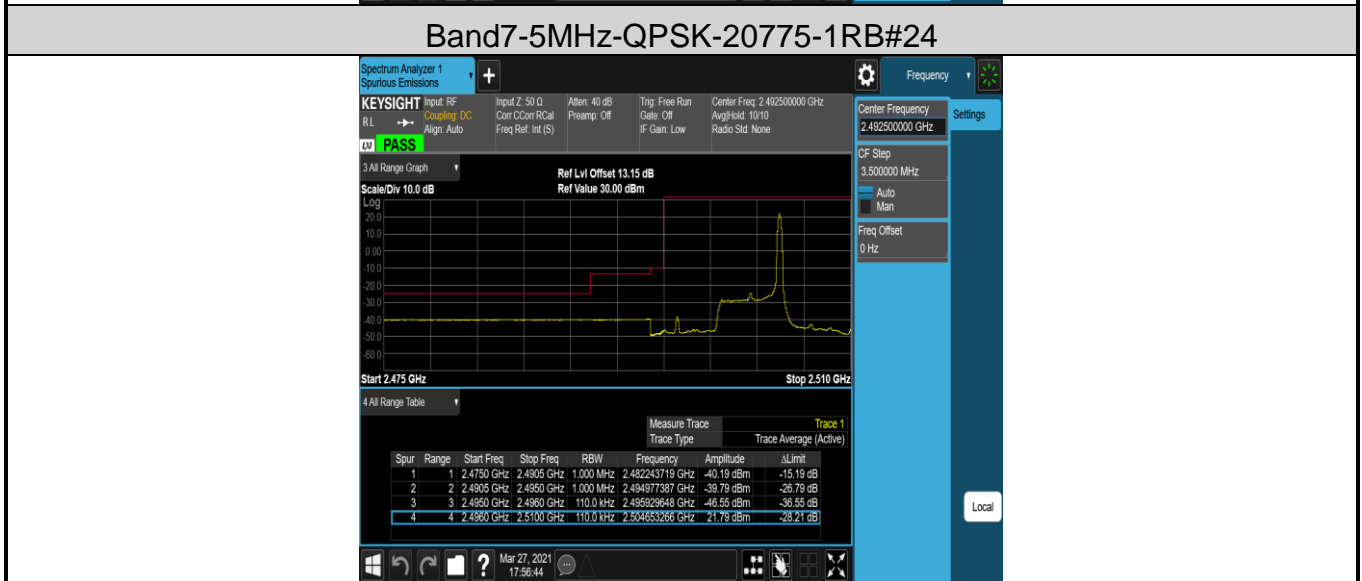 Band7-5MHz-QPSK-20775-1RB#24
Spectrum Analyzer 1
Spurious Emissions
+
Frequency
KEYSIGHT
RL
Input: RF
Coupling: DC
Align: Auto
Input Z: 50 Ω
Corr CCorr RCal
Freq Ref: Int (S)
Atten: 40 dB
Preamp: Off
Trig: Free Run
Gate: Off
IF Gain: Low
Center Freq: 2.492500000 GHz
Avg|Hold: 10/10
Radio Std: None
LXI PASS
Center Frequency
2.492500000 GHz
Settings
CF Step
3.500000 MHz
Auto
Man
Freq Offset
0 Hz
3 All Range Graph
Ref Lvl Offset 13.15 dB
Scale/Div 10.0 dB
Ref Value 30.00 dBm
Log
20.0
10.0
0.00
-10.0
-20.0
-30.0
-40.0
-50.0
-60.0
Start 2.475 GHz
Stop 2.510 GHz
4 All Range Table
Measure Trace Trace 1
Trace Type Trace Average (Active)
Spur Range Start Freq Stop Freq RBW Frequency Amplitude ΔLimit
1 1 2.4750 GHz 2.4905 GHz 1.000 MHz 2.482243719 GHz -40.19 dBm -15.19 dB
2 2 2.4905 GHz 2.4950 GHz 1.000 MHz 2.494977387 GHz -39.79 dBm -26.79 dB
3 3 2.4950 GHz 2.4960 GHz 110.0 kHz 2.495929648 GHz -46.55 dBm -36.55 dB
4 4 2.4960 GHz 2.5100 GHz 110.0 kHz 2.504653266 GHz 21.79 dBm -28.21 dB
Local
?
Mar 27, 2021
17:56:44